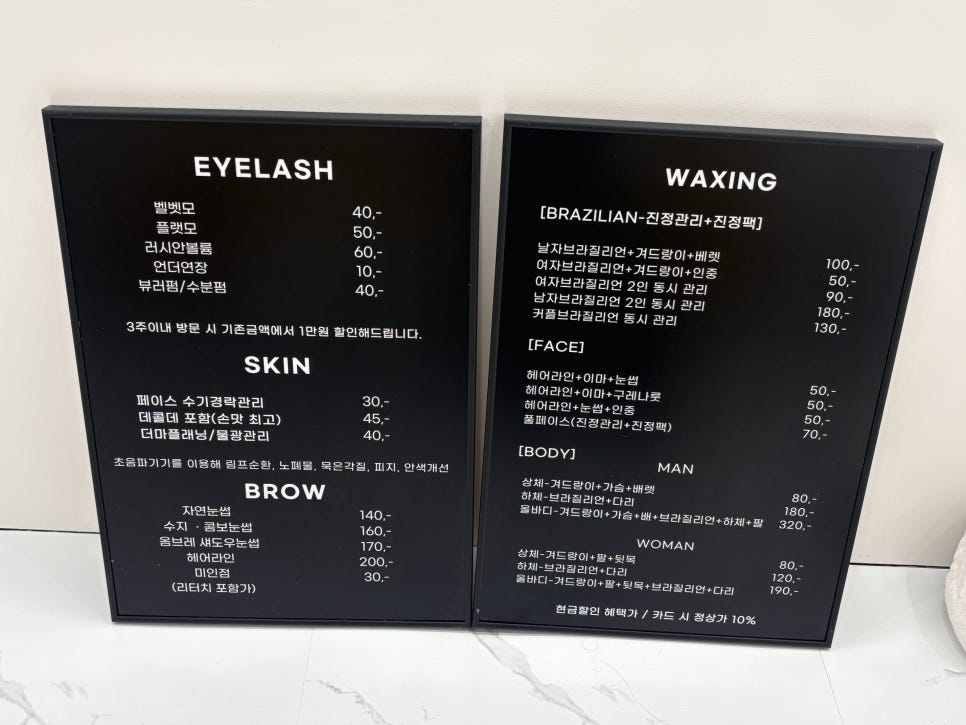 EYELASH
벨벳모 40,-
플랫모 50,-
러시안볼륨 60,-
언더연장 10,-
뷰러펌/수분펌 40,-
3주이내 방문 시 기존금액에서 1만원 할인해드립니다.
SKIN
페이스 수기경락관리 30,-
데콜데 포함(손맛 최고) 45,-
더마플래닝/물광관리 40,-
초음파기기를 이용해 림프순환, 노폐물, 묵은각질, 피지, 안색개선
BROW
자연눈썹 140,-
수지 · 콤보눈썹 160,-
옴브레 섀도우눈썹 170,-
헤어라인 200,-
미인점 30,-
(리터치 포함가)
WAXING
[BRAZILIAN-진정관리+진정팩]
남자브라질리언+겨드랑이+배렛 100,-
여자브라질리언+겨드랑이+인중 50,-
여자브라질리언 2인 동시 관리 90,-
남자브라질리언 2인 동시 관리 180,-
커플브라질리언 동시 관리 130,-
[FACE]
헤어라인+이마+눈썹 50,-
헤어라인+이마+구레나룻 50,-
헤어라인+눈썹+인중 50,-
풀페이스(진정관리+진정팩) 70,-
[BODY]
MAN
상체-겨드랑이+가슴+배렛 80,-
하체-브라질리언+다리 180,-
올바디-겨드랑이+가슴+배+브라질리언+하체+팔 320,-
WOMAN
상체-겨드랑이+팔+뒷목 80,-
하체-브라질리언+다리 120,-
올바디-겨드랑이+팔+뒷목+브라질리언+다리 190,-
현금할인 혜택가 / 카드 시 정상가 10%